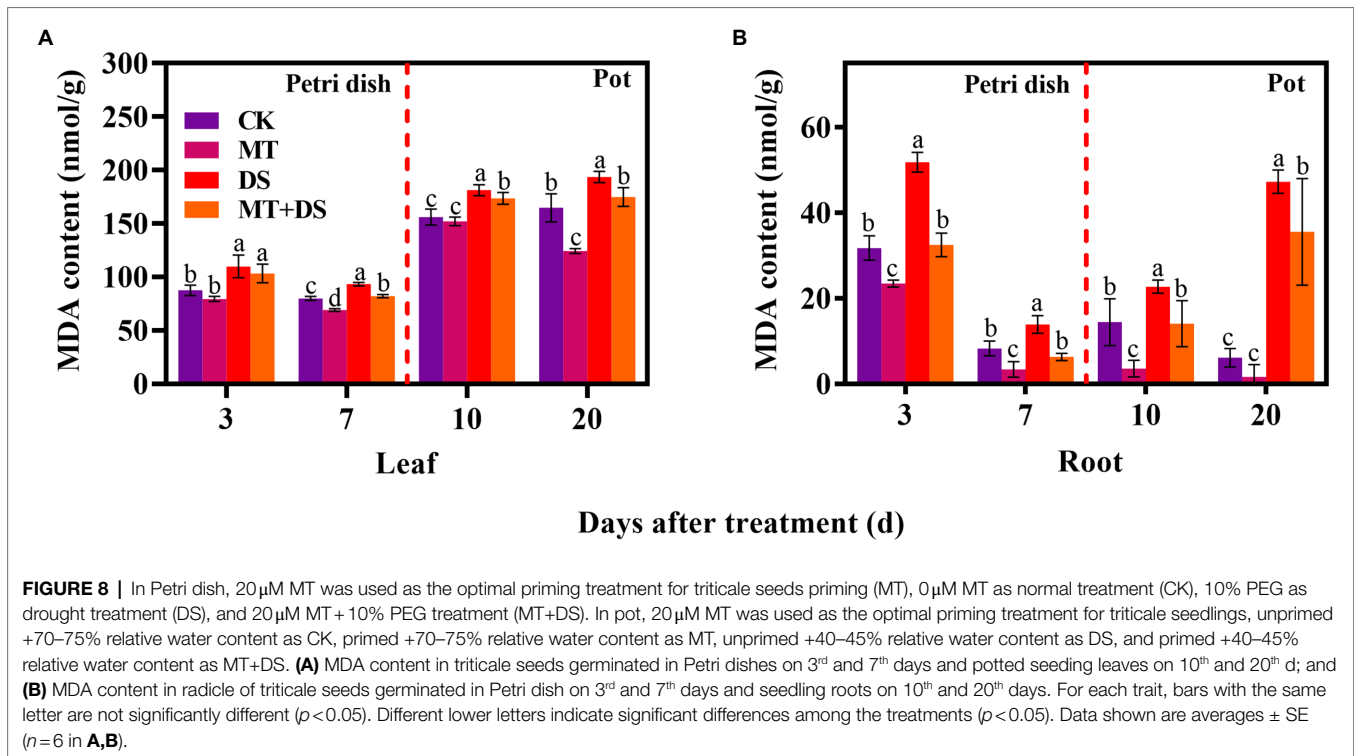 A
B
300
250
200
150
100
50
0
MDA content (nmol/g)
Petri dish
Pot
CK
MT
DS
MT+DS
b c a a
c d a b
c c a b
b c a b
3 7 10 20
Leaf
60
40
20
0
MDA content (nmol/g)
Petri dish
Pot
b c a b
b c a b
b c a b
c c a b
3 7 10 20
Root
Days after treatment (d)
FIGURE 8 | In Petri dish, 20 μM MT was used as the optimal priming treatment for triticale seeds priming (MT), 0 μM MT as normal treatment (CK), 10% PEG as
drought treatment (DS), and 20 μM MT + 10% PEG treatment (MT+DS). In pot, 20 μM MT was used as the optimal priming treatment for triticale seedlings, unprimed
+70–75% relative water content as CK, primed +70–75% relative water content as MT, unprimed +40–45% relative water content as DS, and primed +40–45%
relative water content as MT+DS. (A) MDA content in triticale seeds germinated in Petri dishes on 3rd and 7th days and potted seeding leaves on 10th and 20th d; and
(B) MDA content in radicle of triticale seeds germinated in Petri dish on 3rd and 7th days and seedling roots on 10th and 20th days. For each trait, bars with the same
letter are not significantly different (p < 0.05). Different lower letters indicate significant differences among the treatments (p < 0.05). Data shown are averages ± SE
(n = 6 in A,B).